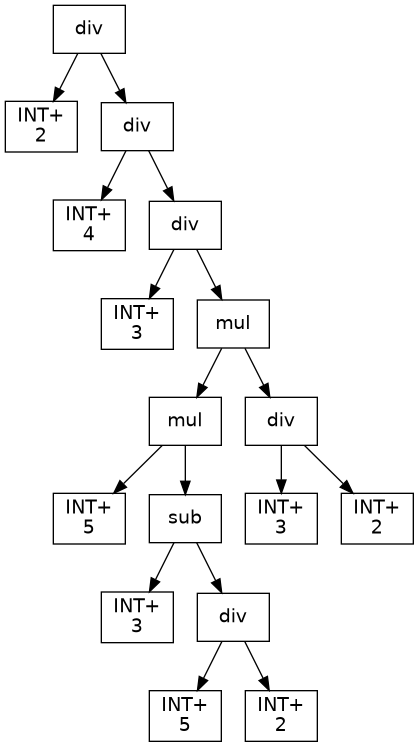 div
INT+
2
div
INT+
4
div
INT+
3
mul
mul
div
INT+
5
sub
INT+
3
INT+
2
INT+
3
div
INT+
5
INT+
2